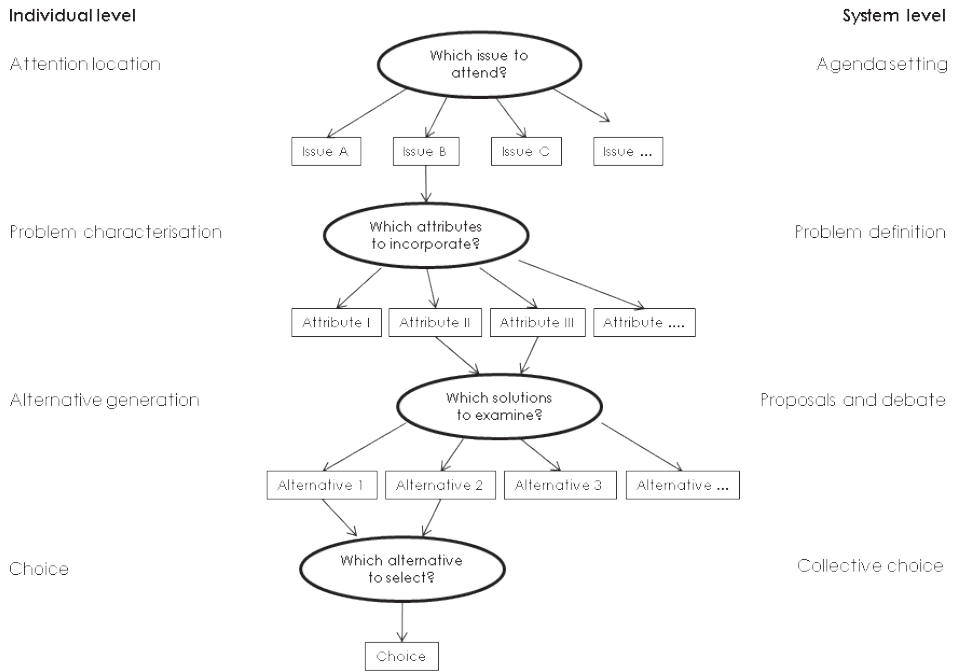 Individual level
System level
Attention location
Which issue to
attend?
Agenda setting
Issue A
Issue B
Issue C
Issue ...
Problem characterisation
Which attributes
to incorporate?
Problem definition
Attribute I
Attribute II
Attribute III
Attribute ....
Alternative generation
Which solutions
to examine?
Proposals and debate
Alternative 1
Alternative 2
Alternative 3
Alternative ...
Choice
Which alternative
to select?
Collective choice
Choice